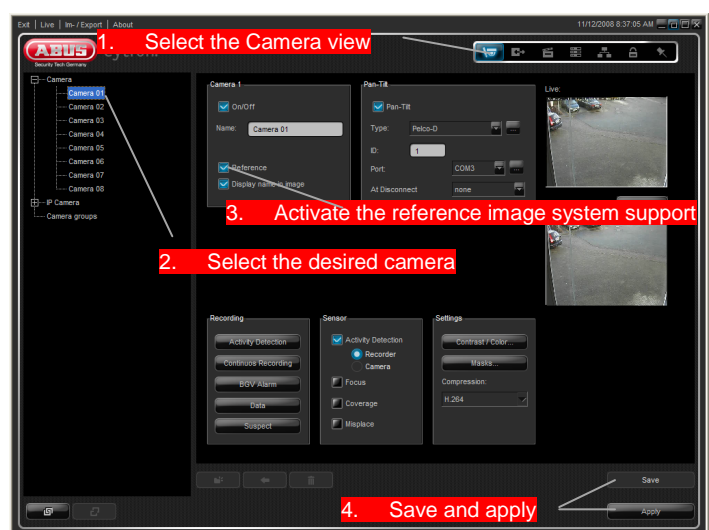 Exit | Live | Im- / Export | About
11/12/2008 8:37:05 AM
1. Select the Camera view
ABUS
Security Tech Germany
Camera
Camera 01
Camera 02
Camera 03
Camera 04
Camera 05
Camera 06
Camera 07
Camera 08
IP Camera
Camera groups
Camera 1
On/Off
Name: Camera 01
Reference
Display name in image
Pan-Tilt
Pan-Tilt
Type: Pelco-D
ID: 1
Port: COM3
At Disconnect none
Live:
3. Activate the reference image system support
2. Select the desired camera
Recording
Activity Detection
Continuos Recording
BGV Alarm
Data
Suspect
Sensor
Activity Detection
Recorder
Camera
Focus
Coverage
Misplace
Settings
Contrast / Color...
Masks...
Compression:
H.264
Save
4. Save and apply
Apply